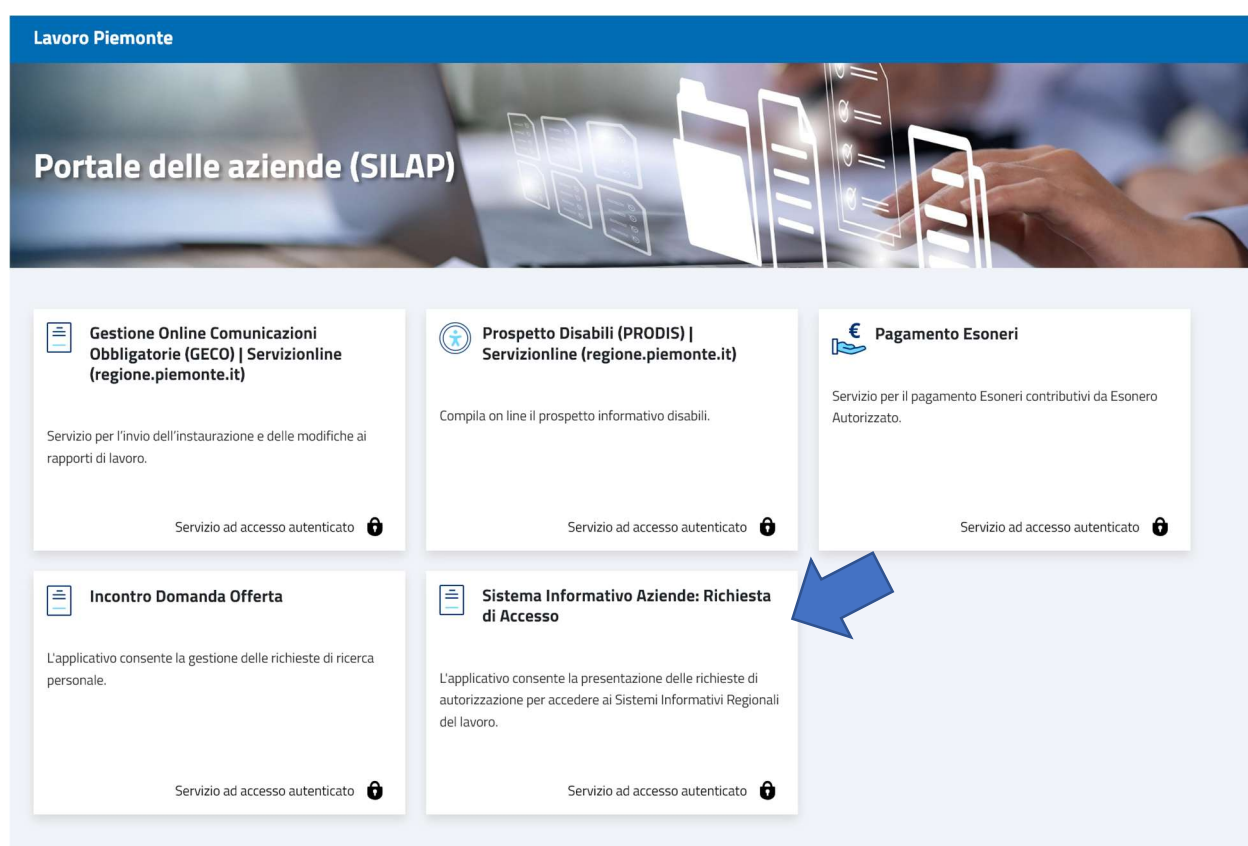 Lavoro Piemonte
Portale delle aziende (SILAP)
Gestione Online Comunicazioni
Obbligatorie (GECO) | Servizionline
(regione.piemonte.it)
Servizio per l'invio dell'instaurazione e delle modifiche ai
rapporti di lavoro.
Servizio ad accesso autenticato
Prospetto Disabili (PRODIS) |
Servizionline (regione.piemonte.it)
Compila on line il prospetto informativo disabili.
Servizio ad accesso autenticato
Pagamento Esoneri
Servizio per il pagamento Esoneri contributivi da Esonero
Autorizzato.
Servizio ad accesso autenticato
Incontro Domanda Offerta
L'applicativo consente la gestione delle richieste di ricerca
personale.
Servizio ad accesso autenticato
Sistema Informativo Aziende: Richiesta
di Accesso
L'applicativo consente la presentazione delle richieste di
autorizzazione per accedere ai Sistemi Informativi Regionali
del lavoro.
Servizio ad accesso autenticato